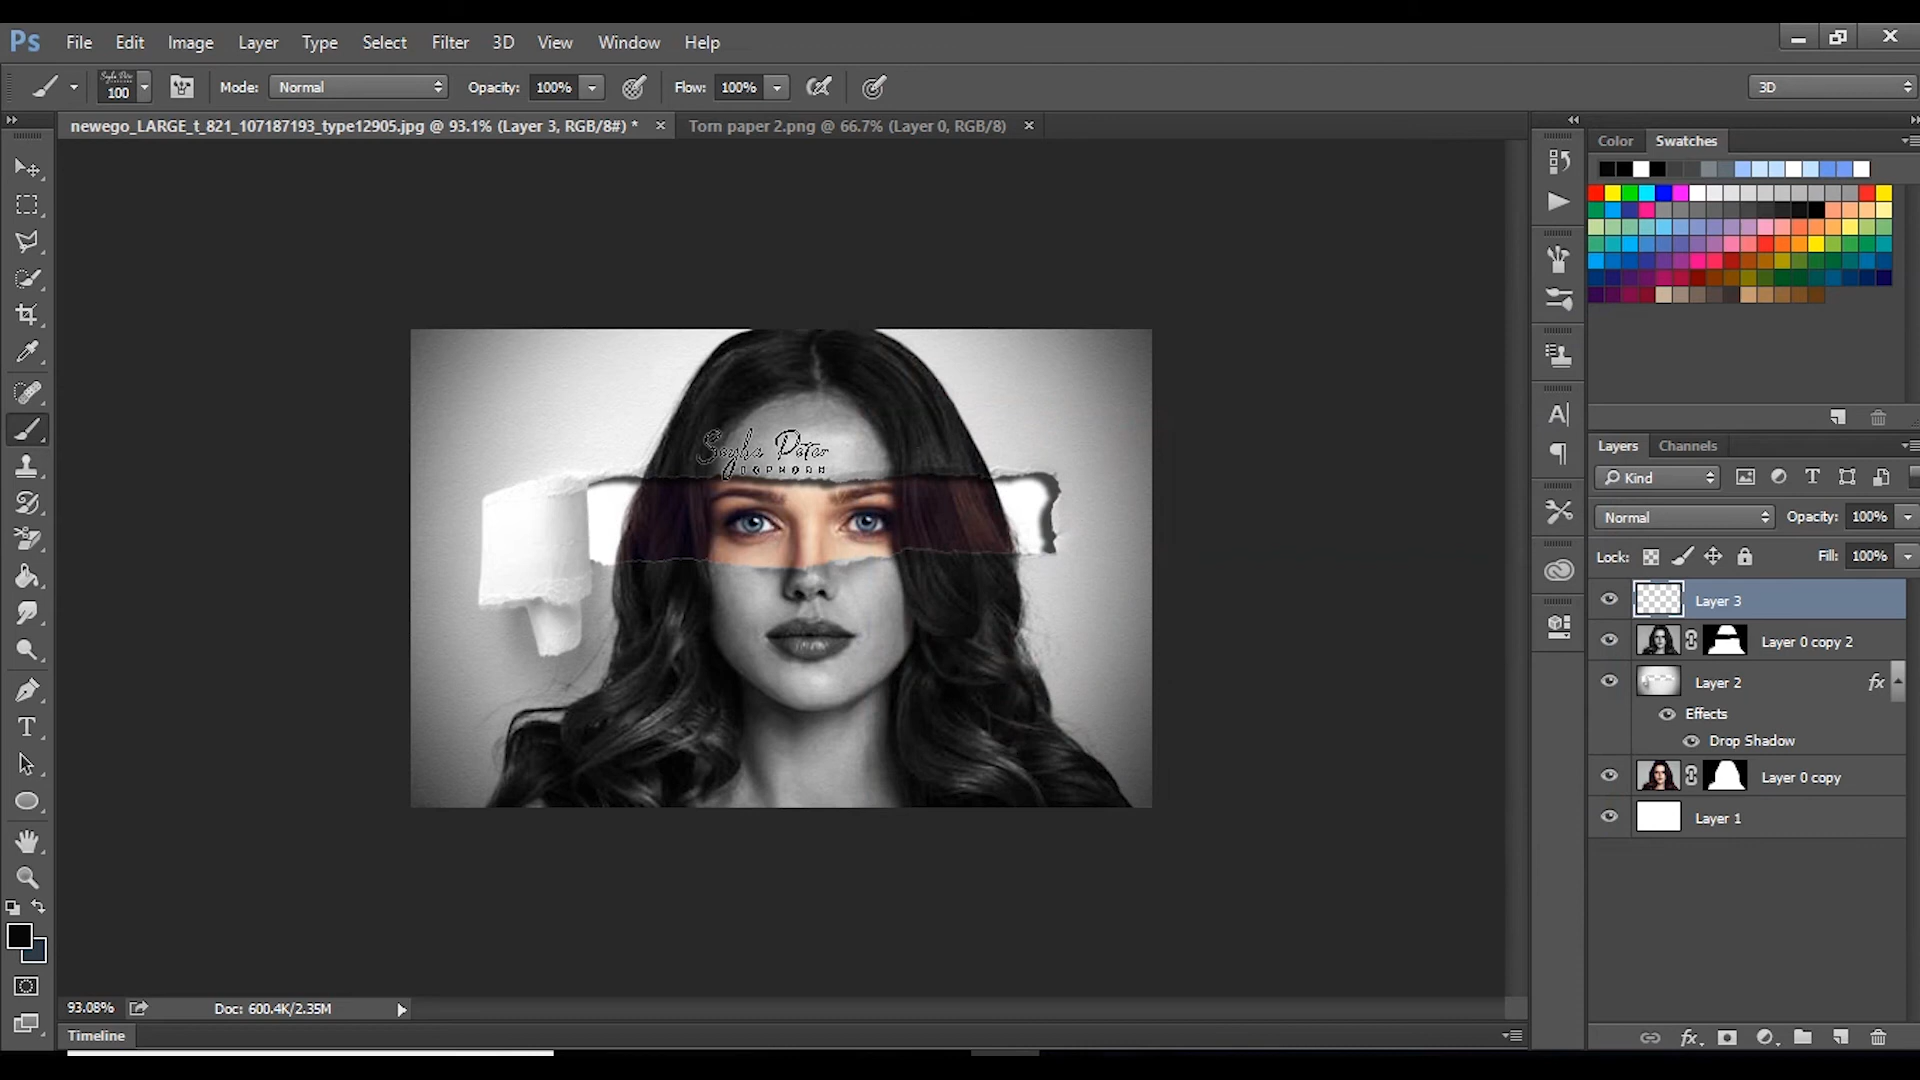 Ps File Edit Image Layer Type Select Filter 3D View Window Help
100 Mode: Normal Opacity: 100% Flow: 100% 3D
newego_LARGE_t_821_107187193_type12905.jpg @ 93.1% (Layer 3, RGB/8#) * × Torn paper 2.png @ 66.7% (Layer 0, RGB/8) ×
Color Swatches
Layers Channels
Kind
Normal Opacity: 100%
Lock: Fill: 100%
Layer 3
Layer 0 copy 2
Layer 2 fx
Effects
Drop Shadow
Layer 0 copy
Layer 1
93.08% Doc: 600.4K/2.35M
Timeline